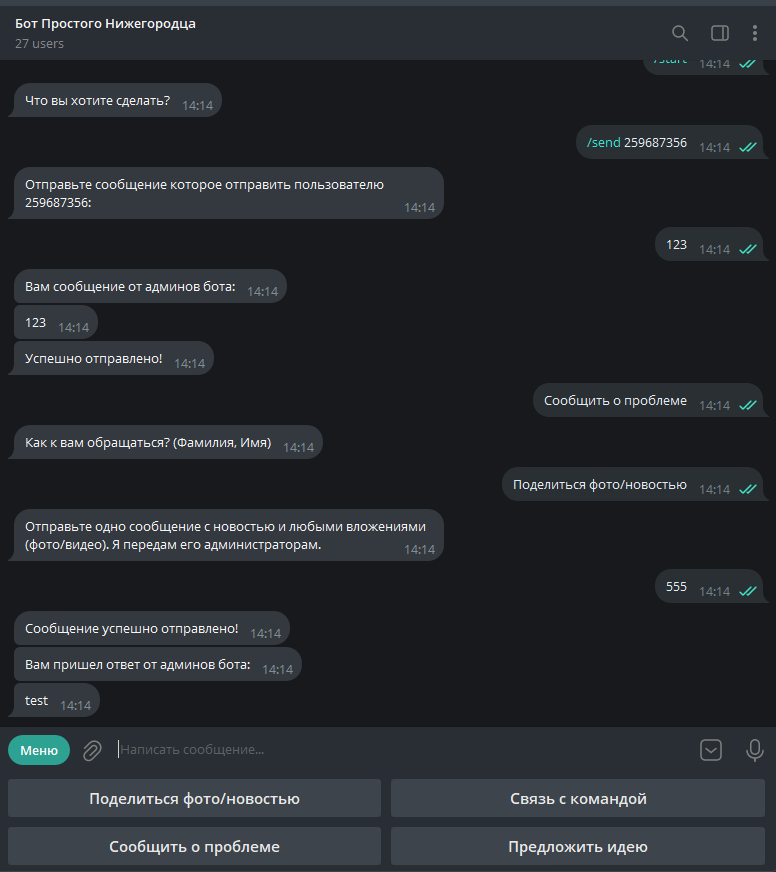 Бот Простого Нижегородца
27 users
/start 14:14
Что вы хотите сделать? 14:14
/send 259687356 14:14
Отправьте сообщение которое отправить пользователю
259687356: 14:14
123 14:14
Вам сообщение от админов бота: 14:14
123 14:14
Успешно отправлено! 14:14
Сообщить о проблеме 14:14
Как к вам обращаться? (Фамилия, Имя) 14:14
Поделиться фото/новостью 14:14
Отправьте одно сообщение с новостью и любыми вложениями
(фото/видео). Я передам его администраторам. 14:14
555 14:14
Сообщение успешно отправлено! 14:14
Вам пришел ответ от админов бота: 14:14
test 14:14
Меню Написать сообщение...
Поделиться фото/новостью Связь с командой
Сообщить о проблеме Предложить идею